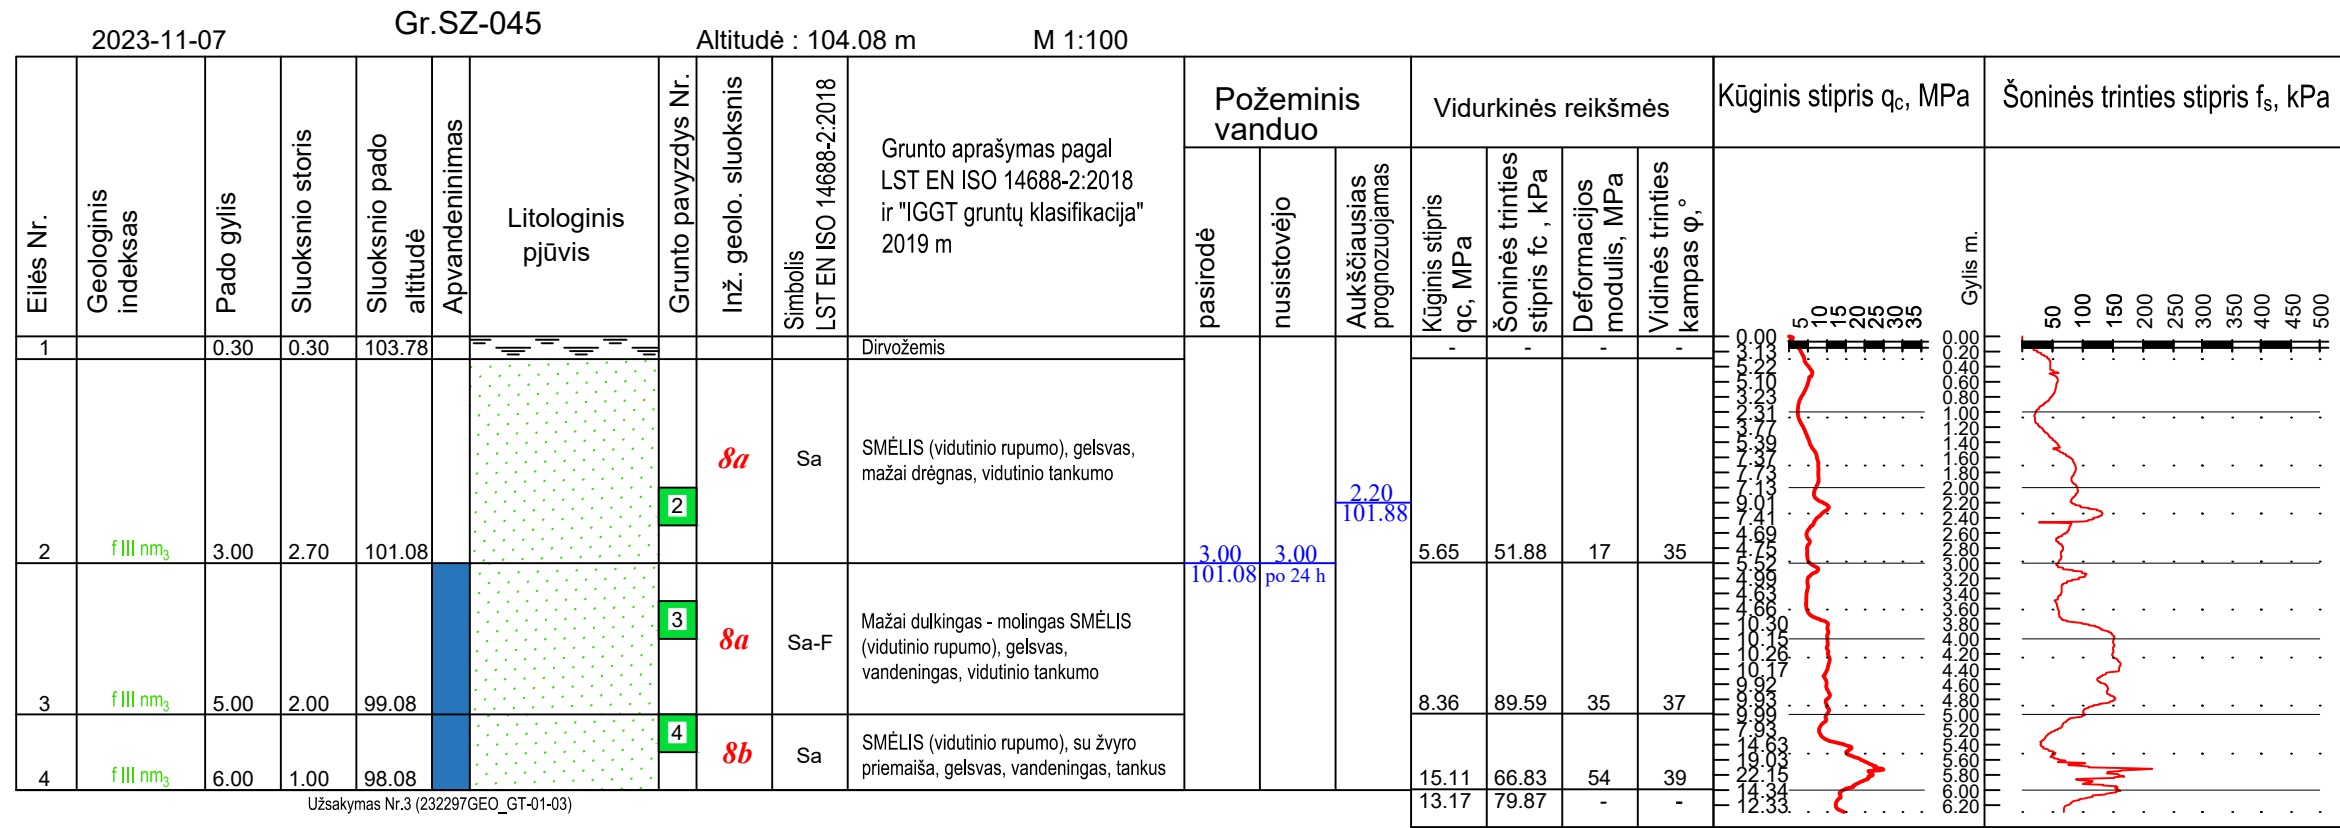 Gr.SZ-045
2023-11-07
Altitudė : 104.08 m
M 1:100
Eilės Nr.
Geologinis
indeksas
Pado gylis
Sluoksnio storis
Sluoksnio pado
altitudė
Apvandeninimas
Litologinis
pjūvis
Grunto pavyzdys Nr.
Inž. geolo. sluoksnis
Simbolis
LST EN ISO 14688-2:2018
Grunto aprašymas pagal
LST EN ISO 14688-2:2018
ir "IGGT gruntų klasifikacija"
2019 m
Požeminis
vanduo
pasirodė
nusistovėjo
Aukščiausias
prognozuojamas
Vidurkinės reikšmės
Kūginis stipris
qc, MPa
Šoninės trinties
stipris fc , kPa
Deformacijos
modulis, MPa
Vidinės trinties
kampas φ,°
Kūginis stipris qc, MPa
Šoninės trinties stipris fs, kPa
Gylis m.
5 10 15 20 25 30 35
50 100 150 200 250 300 350 400 450 500
1 0.30 0.30 103.78 Dirvožemis - - - -
8a Sa
SMĖLIS (vidutinio rupumo), gelsvas,
mažai drėgnas, vidutinio tankumo
2
2.20
101.88
2 f III nm3 3.00 2.70 101.08 3.00 3.00 5.65 51.88 17 35
101.08 po 24 h
3
8a Sa-F
Mažai dulkingas - molingas SMĖLIS
(vidutinio rupumo), gelsvas,
vandeningas, vidutinio tankumo
3 f III nm3 5.00 2.00 99.08 8.36 89.59 35 37
4
8b Sa
SMĖLIS (vidutinio rupumo), su žvyro
priemaiša, gelsvas, vandeningas, tankus
4 f III nm3 6.00 1.00 98.08 15.11 66.83 54 39
13.17 79.87 - -
0.00 0.00
3.13 0.20
5.22 0.40
5.10 0.60
3.23 0.80
2.31 1.00
3.77 1.20
5.39 1.40
7.37 1.60
7.73 1.80
7.13 2.00
9.01 2.20
7.41 2.40
4.69 2.60
4.75 2.80
5.52 3.00
4.99 3.20
4.63 3.40
4.66 3.60
10.30 3.80
10.15 4.00
10.26 4.20
10.17 4.40
9.92 4.60
9.93 4.80
9.99 5.00
7.93 5.20
14.63 5.40
19.03 5.60
22.15 5.80
14.34 6.00
12.33 6.20
Užsakymas Nr.3 (232297GEO_GT-01-03)